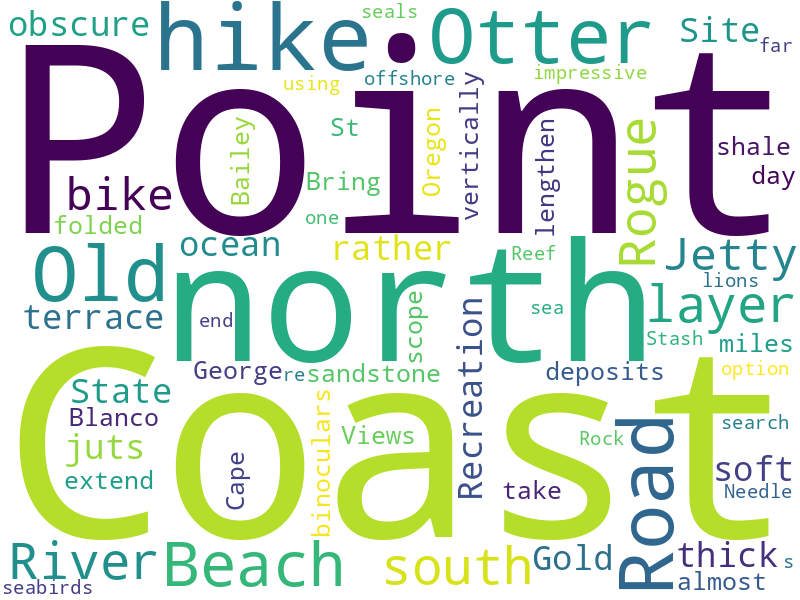 seals
obscure
hike
Otter
Site
far
Point
using
offshore
impressive
Bailey
St
Oregon
vertically
lengthen
Rogue
shale
day
bike
Bring
folded
one
Old
ocean
rather
north
Reef
Jetty
lions
layer
terrace
end
scope
Recreation
sea
Stash
miles
George
re
sandstone
deposits
option
State
Coast
Blanco
juts
Views
binoculars
Rock
Road
search
extend
Cape
take
soft
Needle
River
Beach
south
Gold
thick
s
almost
seabirds